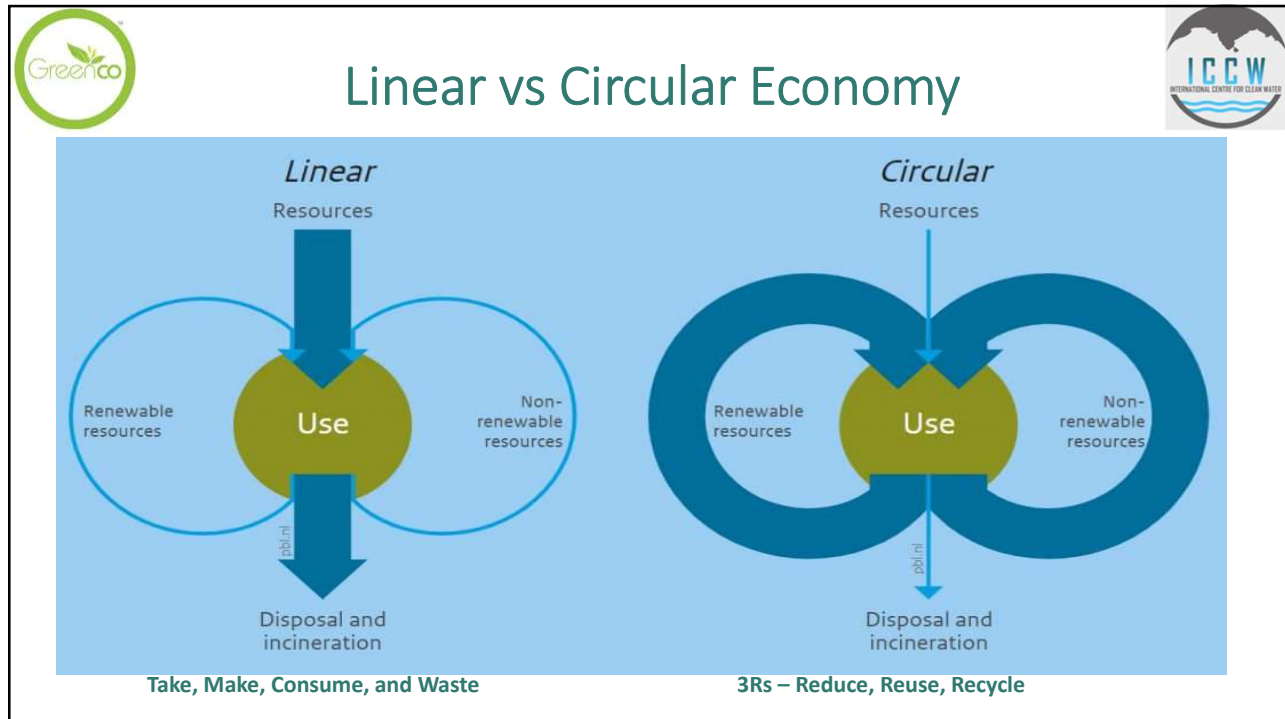 Greenco
Linear vs Circular Economy
ICCW
INTERNATIONAL CENTRE FOR CLEAN WATER
Linear
Resources
Renewable
resources
Use
Non-
renewable
resources
pbl.nl
Disposal and
incineration
Take, Make, Consume, and Waste
Circular
Resources
Renewable
resources
Use
Non-
renewable
resources
pbl.nl
Disposal and
incineration
3Rs – Reduce, Reuse, Recycle